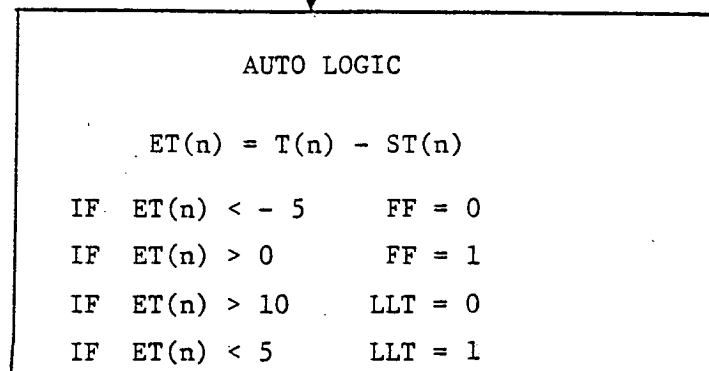 AUTO LOGIC
ET(n) = T(n) - ST(n)
IF ET(n) < - 5 FF = 0
IF ET(n) > 0 FF = 1
IF ET(n) > 10 LLT = 0
IF ET(n) < 5 LLT = 1